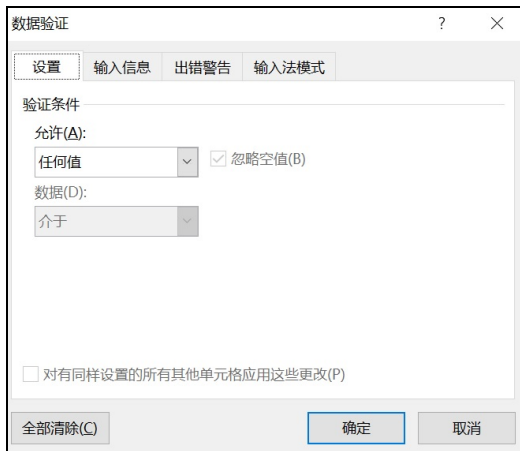 数据验证 ? ×
设置 输入信息 出错警告 输入法模式
验证条件
允许(A):
任何值 忽略空值(B)
数据(D):
介于
对有同样设置的所有其他单元格应用这些更改(P)
全部清除(C) 确定 取消